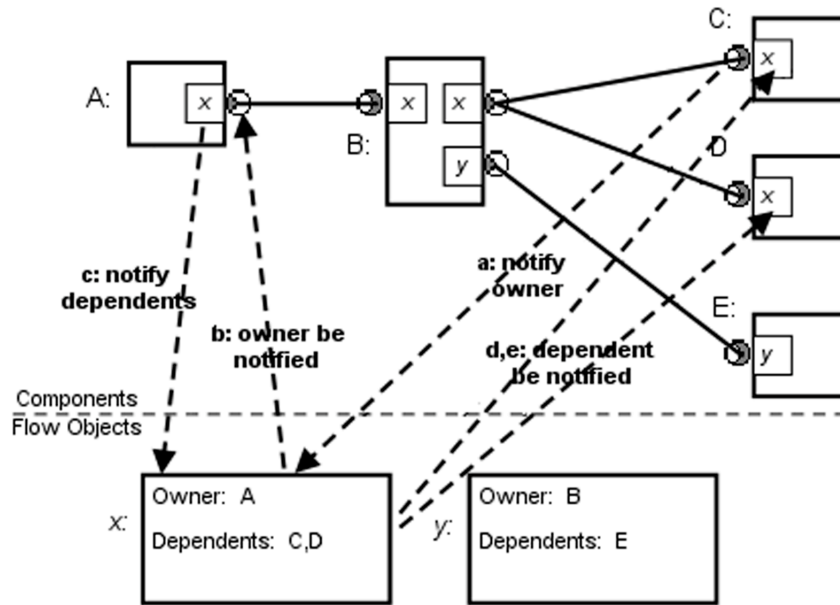 C:
x
A:
x
B:
x
x
y
D
x
c: notify
dependents
a: notify
owner
b: owner be
notified
E:
y
d,e: dependent
be notified
Components
Flow Objects
x:
Owner: A
Dependents: C,D
y:
Owner: B
Dependents: E